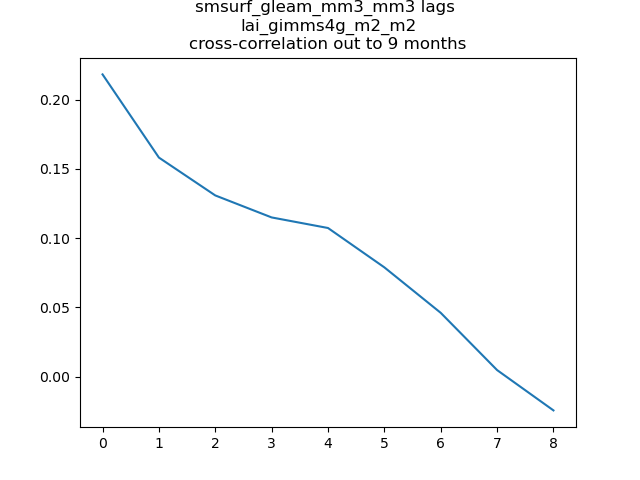 smsurf_gleam_mm3_mm3 lags
lai_gimms4g_m2_m2
cross-correlation out to 9 months
0.20
0.15
0.10
0.05
0.00
0 1 2 3 4 5 6 7 8